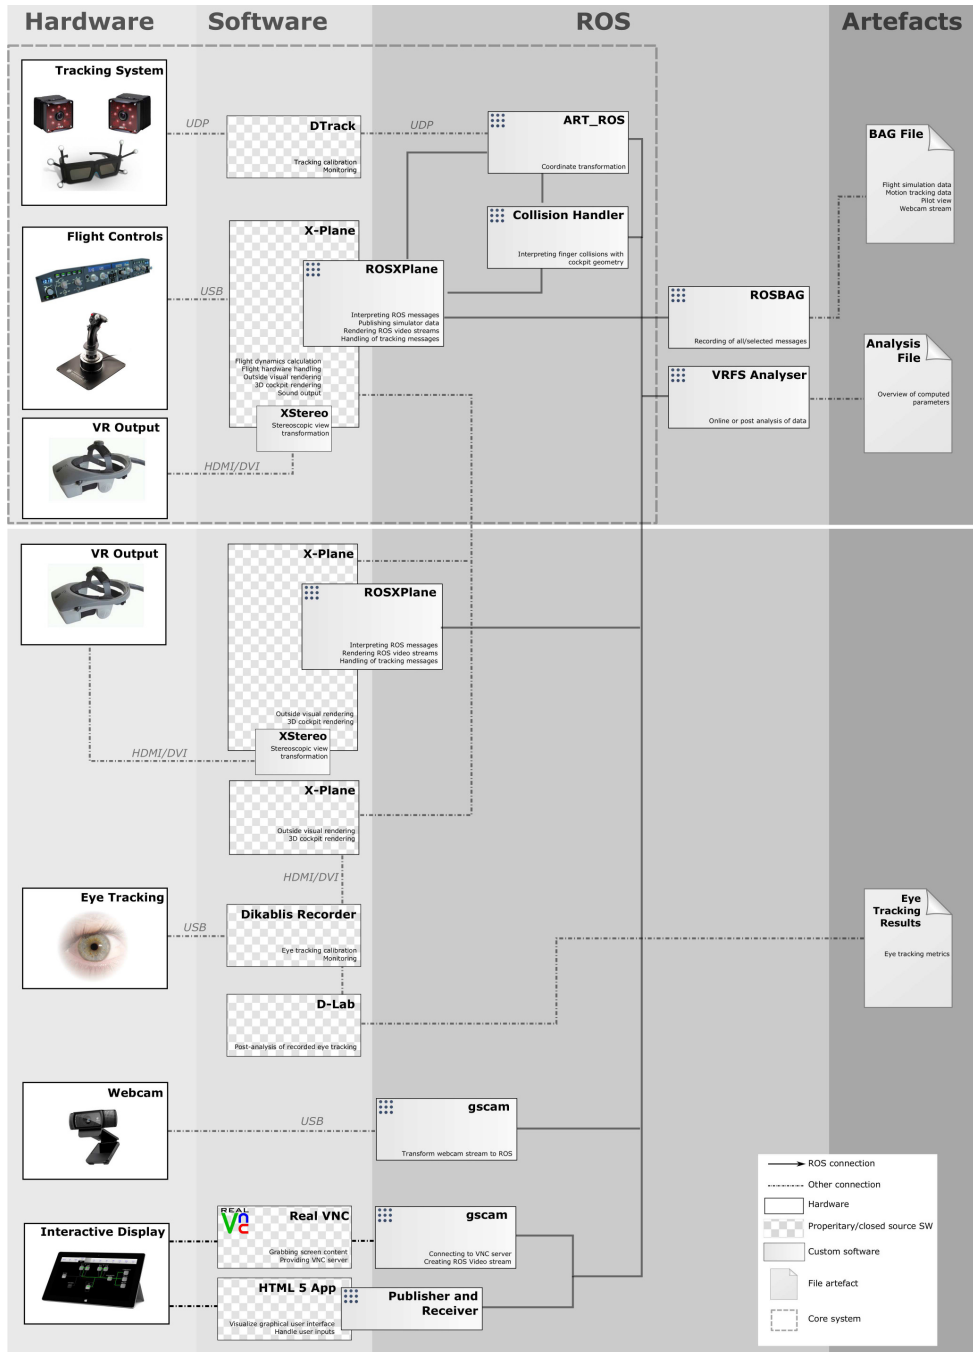 Hardware
Software
ROS
Artefacts
Tracking System
UDP
DTrack
Tracking calibration
Monitoring
UDP
ART_ROS
Coordinate transformation
BAG File
Flight simulation data
Motion tracking data
Pilot view
Webcam stream
Flight Controls
USB
X-Plane
ROSXPlane
Interpreting ROS messages
Publishing simulator data
Rendering ROS video streams
Handling of tracking messages
Flight dynamics calculation
Flight hardware handling
Outside visual rendering
3D cockpit rendering
Sound output
Collision Handler
Interpreting finger collisions with
cockpit geometry
ROSBAG
Recording of all/selected messages
VRFS Analyser
Online or post analysis of data
Analysis
File
Overview of computed
parameters
XStereo
Stereoscopic view
transformation
VR Output
HDMI/DVI
VR Output
X-Plane
ROSXPlane
Interpreting ROS messages
Rendering ROS video streams
Handling of tracking messages
Outside visual rendering
3D cockpit rendering
XStereo
Stereoscopic view
transformation
HDMI/DVI
X-Plane
Outside visual rendering
3D cockpit rendering
HDMI/DVI
Eye Tracking
USB
Dikablis Recorder
Eye tracking calibration
Monitoring
Eye
Tracking
Results
Eye tracking metrics
D-Lab
Post-analysis of recorded eye tracking
Webcam
USB
gscam
Transform webcam stream to ROS
Interactive Display
REAL
Vnc
Real VNC
Grabbing screen content
Providing VNC server
gscam
Connecting to VNC server
Creating ROS Video stream
HTML 5 App
Visualize graphical user interface
Handle user inputs
Publisher and
Receiver
ROS connection
Other connection
Hardware
Properitary/closed source SW
Custom software
File artefact
Core system